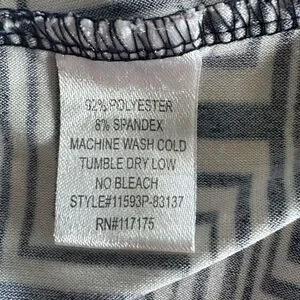 92% POLYESTER
8% SPANDEX
MACHINE WASH COLD
TUMBLE DRY LOW
NO BLEACH
STYLE#11593P-83137
RN#117175